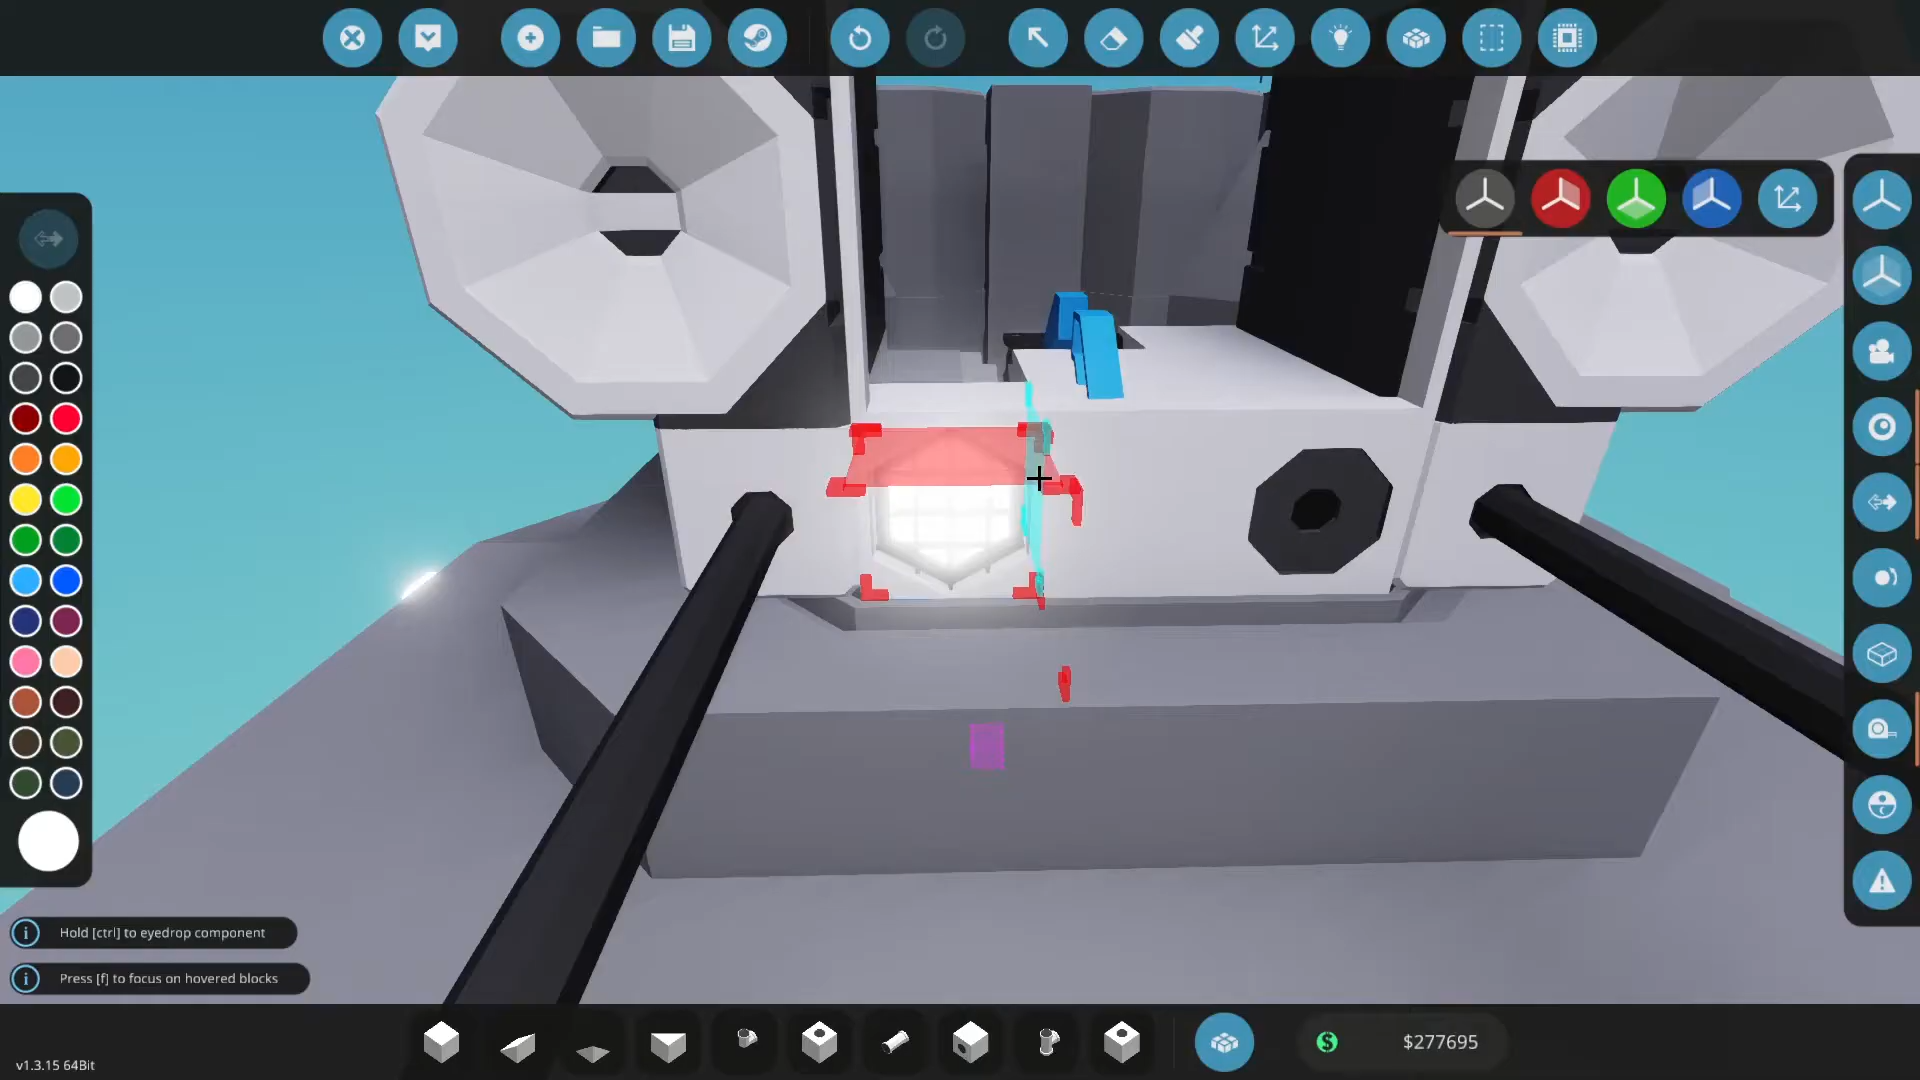 Hold [ctrl] to eyedrop component
Press [f] to focus on hovered blocks
v1.3.15 64Bit
$
$277695